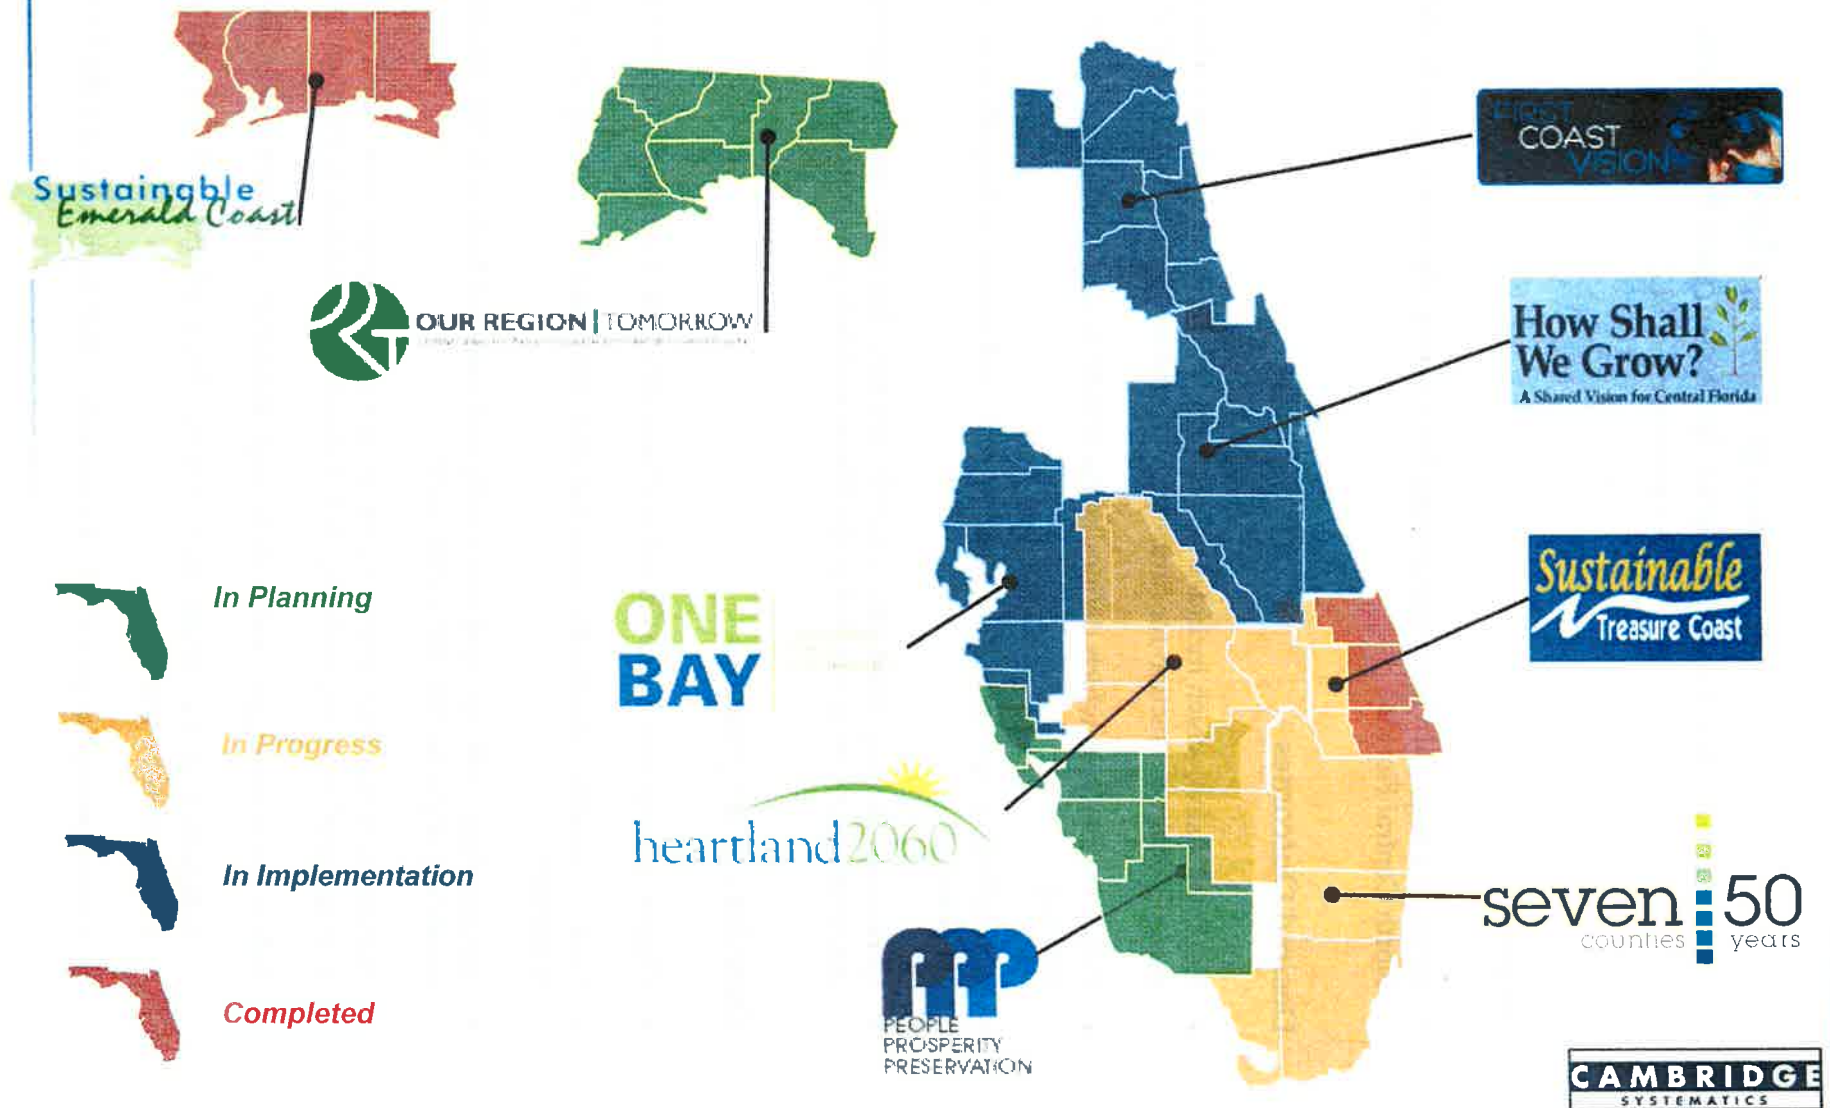 Sustainable
Emerald Coast
OUR REGION | TOMORROW
FIRST
COAST
VISION
How Shall
We Grow?
A Shared Vision for Central Florida
In Planning
ONE
BAY
Sustainable
Treasure Coast
In Progress
heartland2060
In Implementation
seven 50
counties years
PEOPLE
PROSPERITY
PRESERVATION
Completed
CAMBRIDGE
SYSTEMATICS